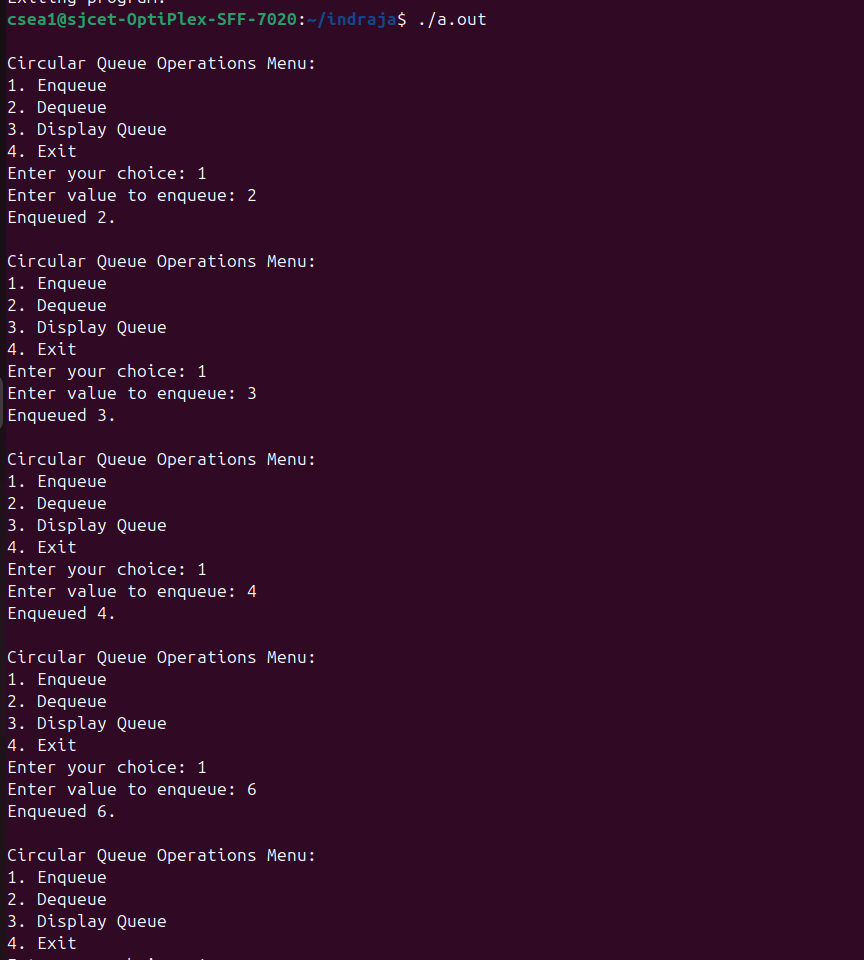 Exiting program.
csea1@sjcet-OptiPlex-SFF-7020:~/indraja$ ./a.out
Circular Queue Operations Menu:
1. Enqueue
2. Dequeue
3. Display Queue
4. Exit
Enter your choice: 1
Enter value to enqueue: 2
Enqueued 2.
Circular Queue Operations Menu:
1. Enqueue
2. Dequeue
3. Display Queue
4. Exit
Enter your choice: 1
Enter value to enqueue: 3
Enqueued 3.
Circular Queue Operations Menu:
1. Enqueue
2. Dequeue
3. Display Queue
4. Exit
Enter your choice: 1
Enter value to enqueue: 4
Enqueued 4.
Circular Queue Operations Menu:
1. Enqueue
2. Dequeue
3. Display Queue
4. Exit
Enter your choice: 1
Enter value to enqueue: 6
Enqueued 6.
Circular Queue Operations Menu:
1. Enqueue
2. Dequeue
3. Display Queue
4. Exit